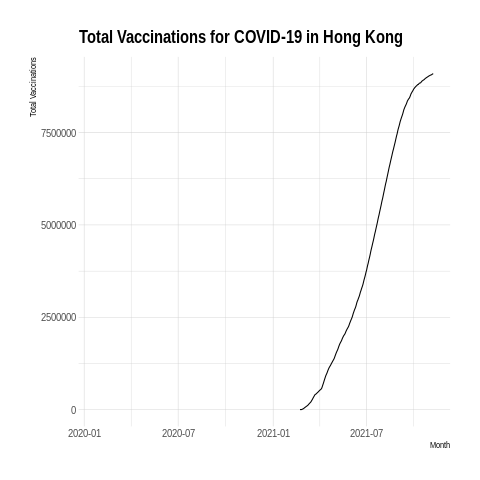 Total Vaccinations for COVID-19 in Hong Kong
Total Vaccinations
7500000
5000000
2500000
0
2020-01
2020-07
2021-01
2021-07
Month